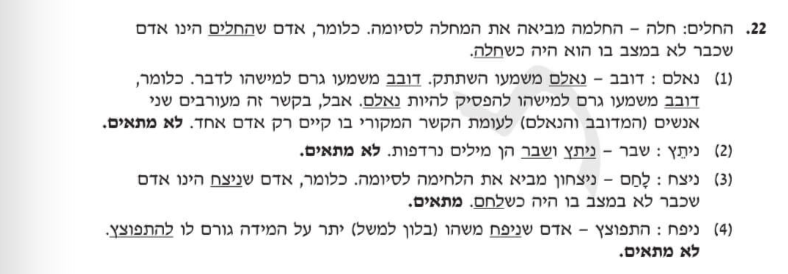 22. החלים: חלה – החלמה מביאה את המחלה לסיומה. כלומר, אדם שהחלים הינו אדם
שכבר לא במצב בו הוא היה כשחלה.
(1) נאלם : דובב – נאלם משמעו השתתק. דובב משמעו גרם למישהו לדבר. כלומר,
דובב משמעו גרם למישהו להפסיק להיות נאלם. אבל, בקשר זה מעורבים שני
אנשים (המדובב והנאלם) לעומת הקשר המקורי בו קיים רק אדם אחד. לא מתאים.
(2) ניתֵץ : שבר – ניתץ ושבר הן מילים נרדפות. לא מתאים.
(3) ניצח : לָחַם – ניצחון מביא את הלחימה לסיומה. כלומר, אדם שניצח הינו אדם
שכבר לא במצב בו היה כשלחם. מתאים.
(4) ניפח : התפוצץ – אדם שניפח משהו (בלון למשל) יתר על המידה גורם לו להתפוצץ.
לא מתאים.